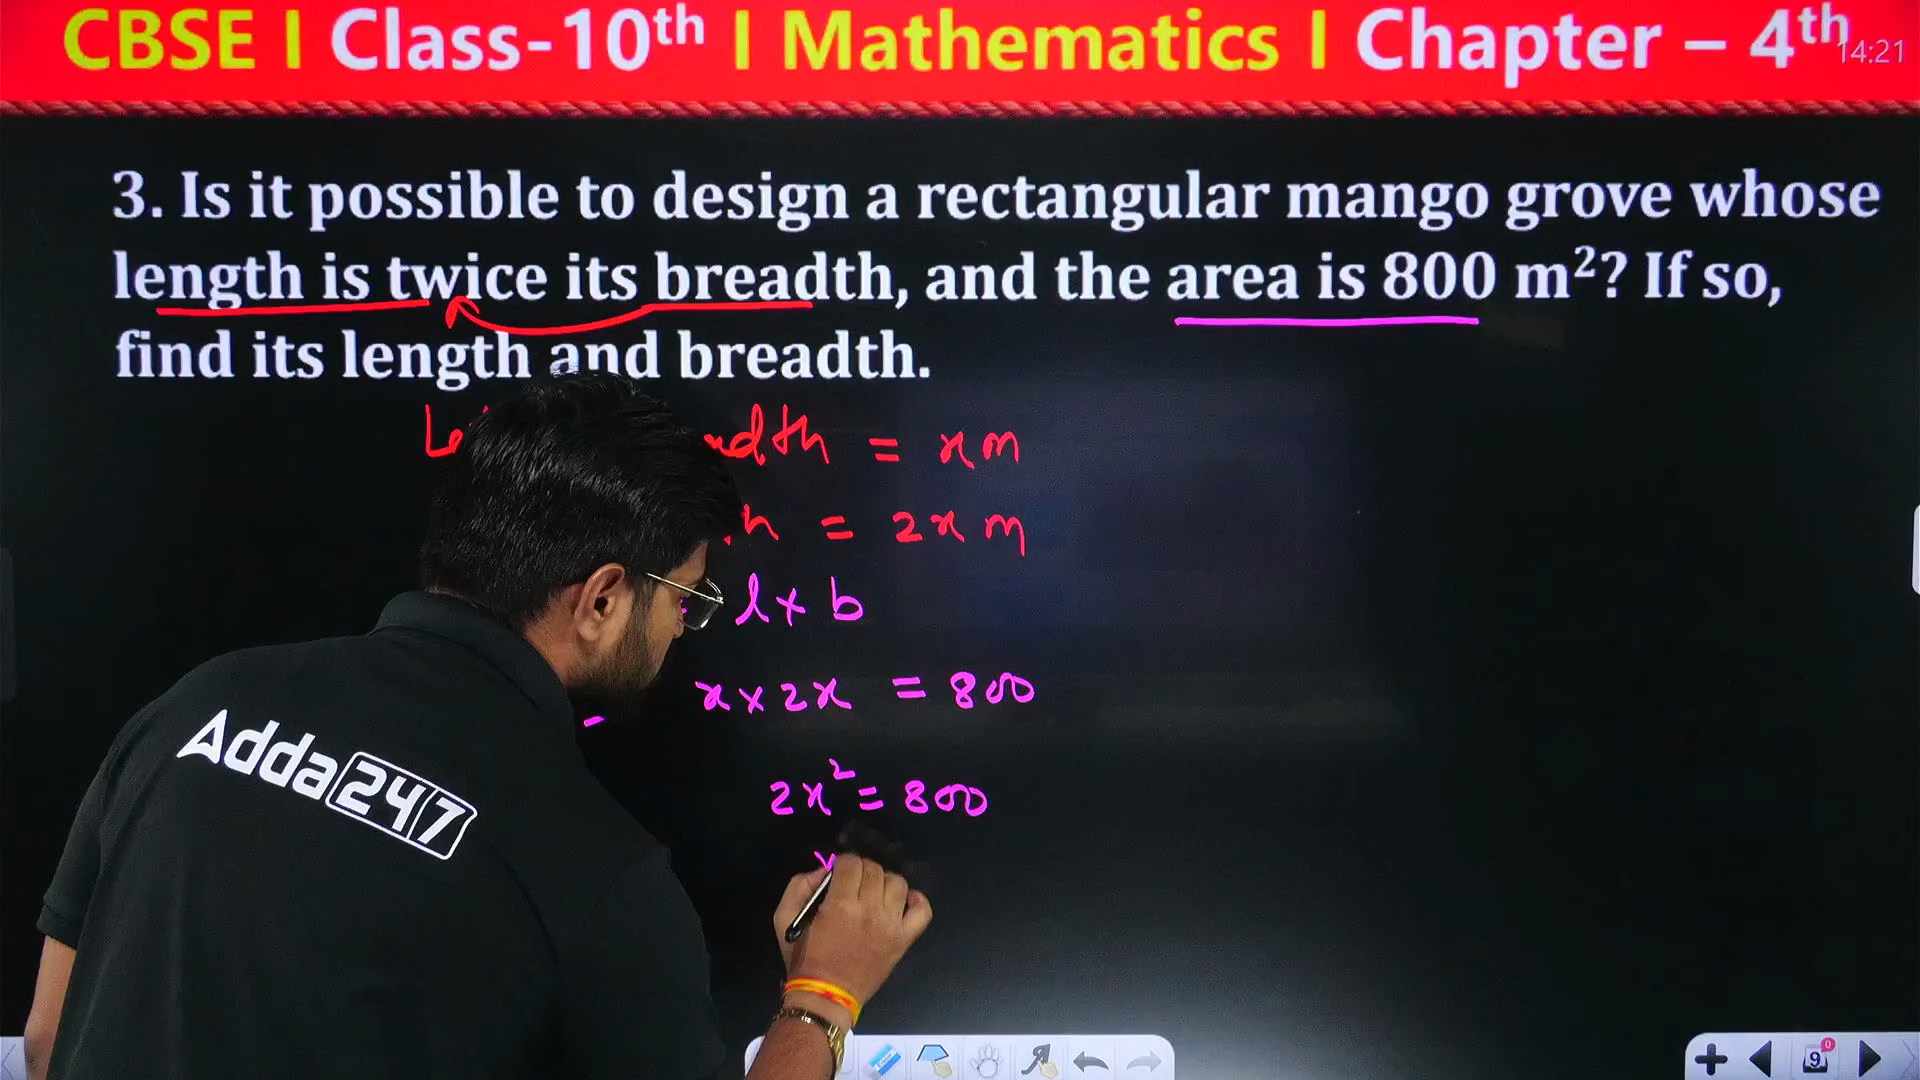 CBSE I Class-10th I Mathematics I Chapter – 4th
14:21
3. Is it possible to design a rectangular mango grove whose
length is twice its breadth, and the area is 800 m²? If so,
find its length and breadth.
= x m
= 2x m
l × b
x × 2x = 800
2x² = 800
Adda247
9
0